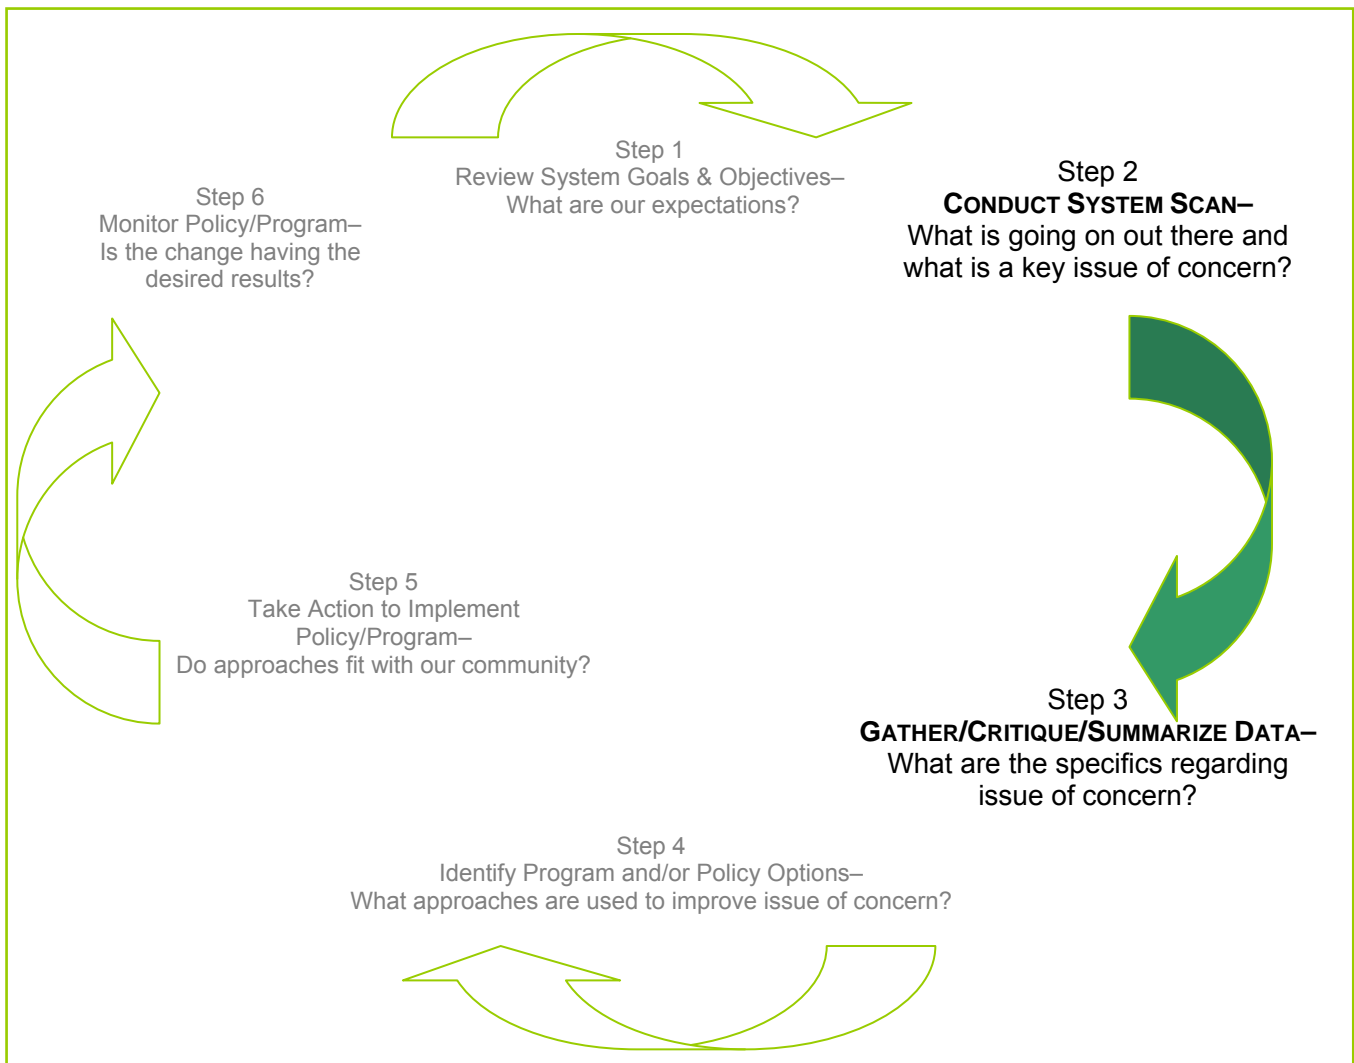 Step 1
Review System Goals & Objectives–
What are our expectations?
Step 2
CONDUCT SYSTEM SCAN–
What is going on out there and
what is a key issue of concern?
Step 3
GATHER/CRITIQUE/SUMMARIZE DATA–
What are the specifics regarding
issue of concern?
Step 4
Identify Program and/or Policy Options–
What approaches are used to improve issue of concern?
Step 5
Take Action to Implement
Policy/Program–
Do approaches fit with our community?
Step 6
Monitor Policy/Program–
Is the change having the
desired results?